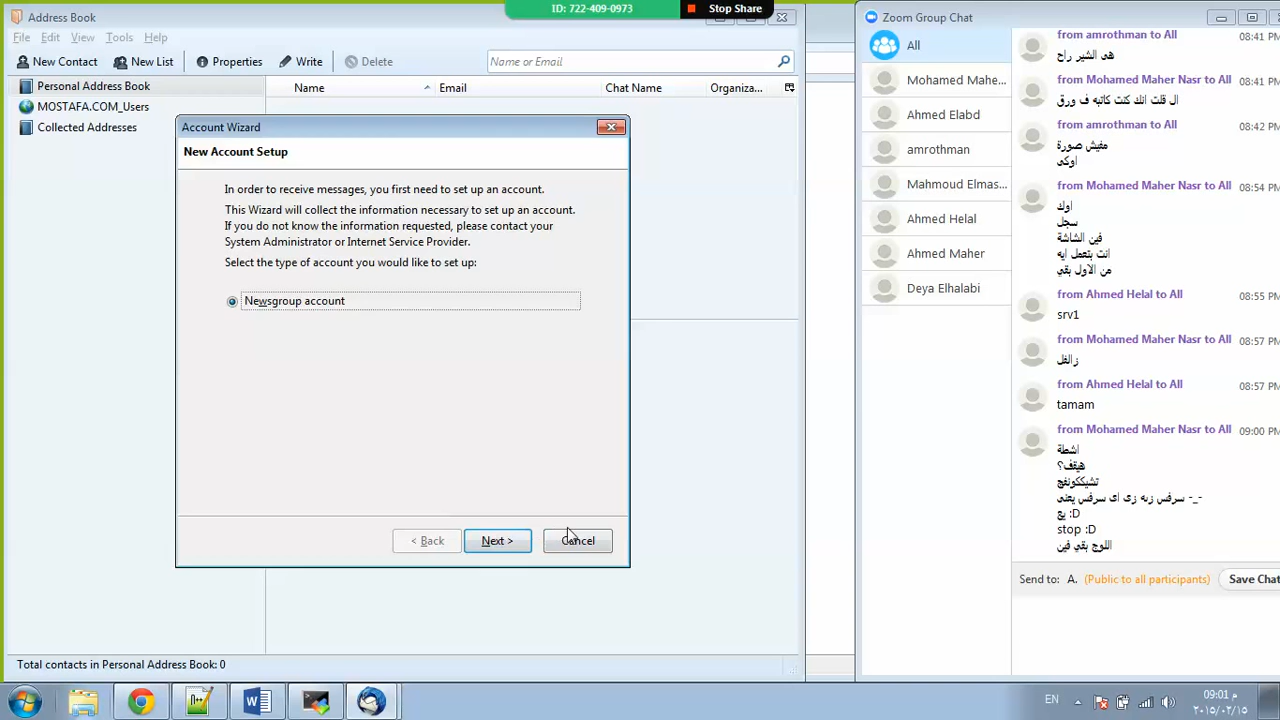 Address Book
File Edit View Tools Help
New Contact New List Properties Write Delete
Name or Email
Personal Address Book
MOSTAFA.COM_Users
Collected Addresses
Name Email Chat Name Organiza...
ID: 722-409-0973 Stop Share
Account Wizard
New Account Setup
In order to receive messages, you first need to set up an account.
This Wizard will collect the information necessary to set up an account.
If you do not know the information requested, please contact your
System Administrator or Internet Service Provider.
Select the type of account you would like to set up:
Newsgroup account
< Back Next > Cancel
Total contacts in Personal Address Book: 0
Zoom Group Chat
All
Mohamed Mahe...
Ahmed Elabd
amrothman
Mahmoud Elmas...
Ahmed Helal
Ahmed Maher
Deya Elhalabi
from amrothman to All 08:41 PM
هى الشير راح
from Mohamed Maher Nasr to All 08:41 PM
ال قلت انك كنت كاتبه ف ورق
from amrothman to All 08:42 PM
مفيش صورة
اوكى
from Mohamed Maher Nasr to All 08:54 PM
اوك
سجل
فين الشاشة
انت بتعمل ايه
من الاول بقي
from Ahmed Helal to All 08:55 PM
srv1
from Mohamed Maher Nasr to All 08:57 PM
زالفل
from Ahmed Helal to All 08:57 PM
tamam
from Mohamed Maher Nasr to All 09:00 PM
اشطة
هيقف؟
تشيككونفج
سرفس زيه زى اى سرفس يعنى -_-
يع :D
stop :D
اللوج بقي فين
Send to: A. (Public to all participants) Save Chat
EN
09:01 م
٢٠١٥/٠٢/١٥